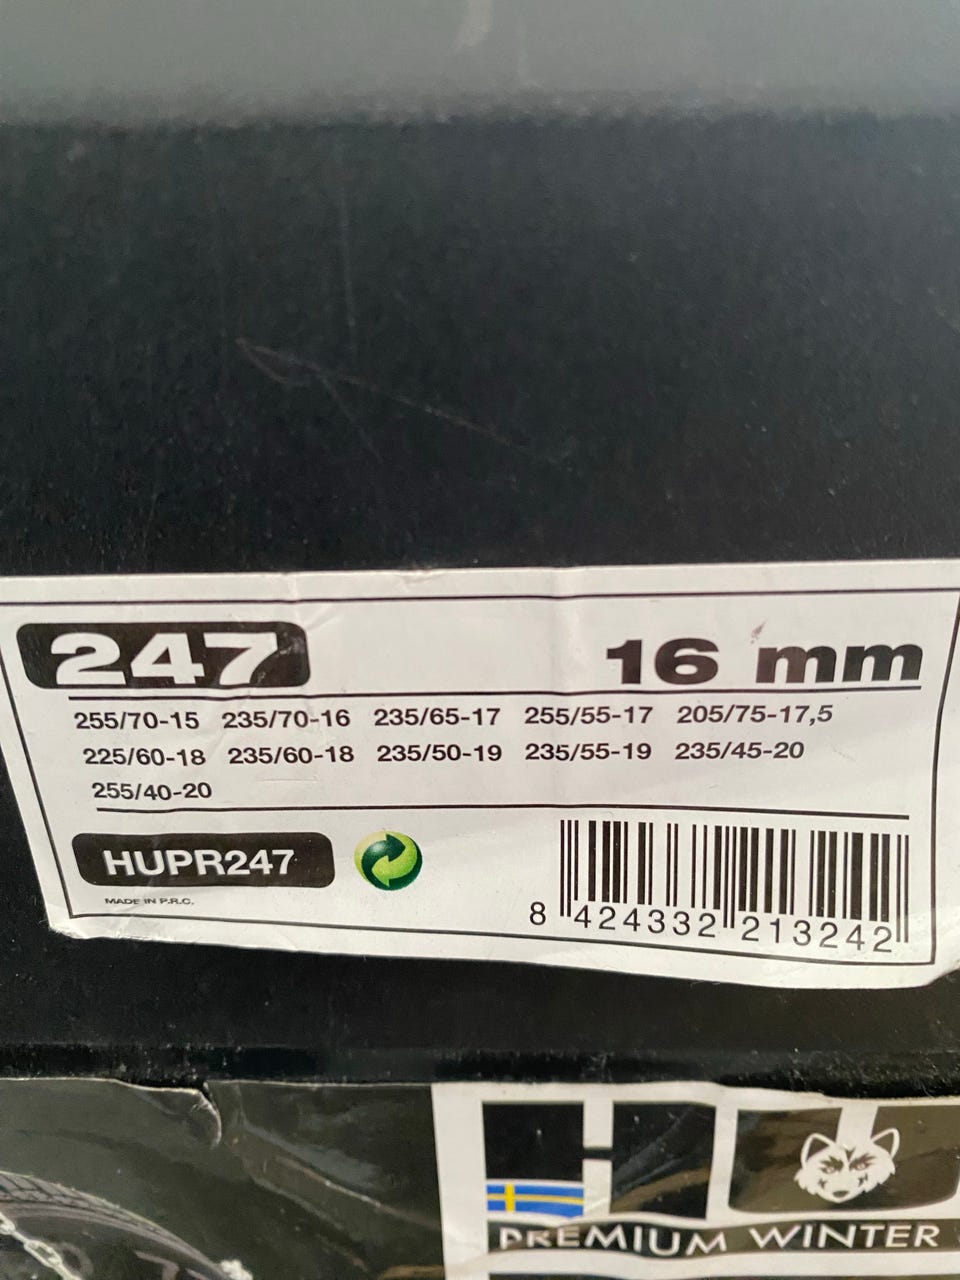 247 16 mm
255/70-15 235/70-16 235/65-17 255/55-17 205/75-17,5
225/60-18 235/60-18 235/50-19 235/55-19 235/45-20
255/40-20
HUPR247
MADE IN P.R.C.
8 424332 213242
HU
PREMIUM WINTER